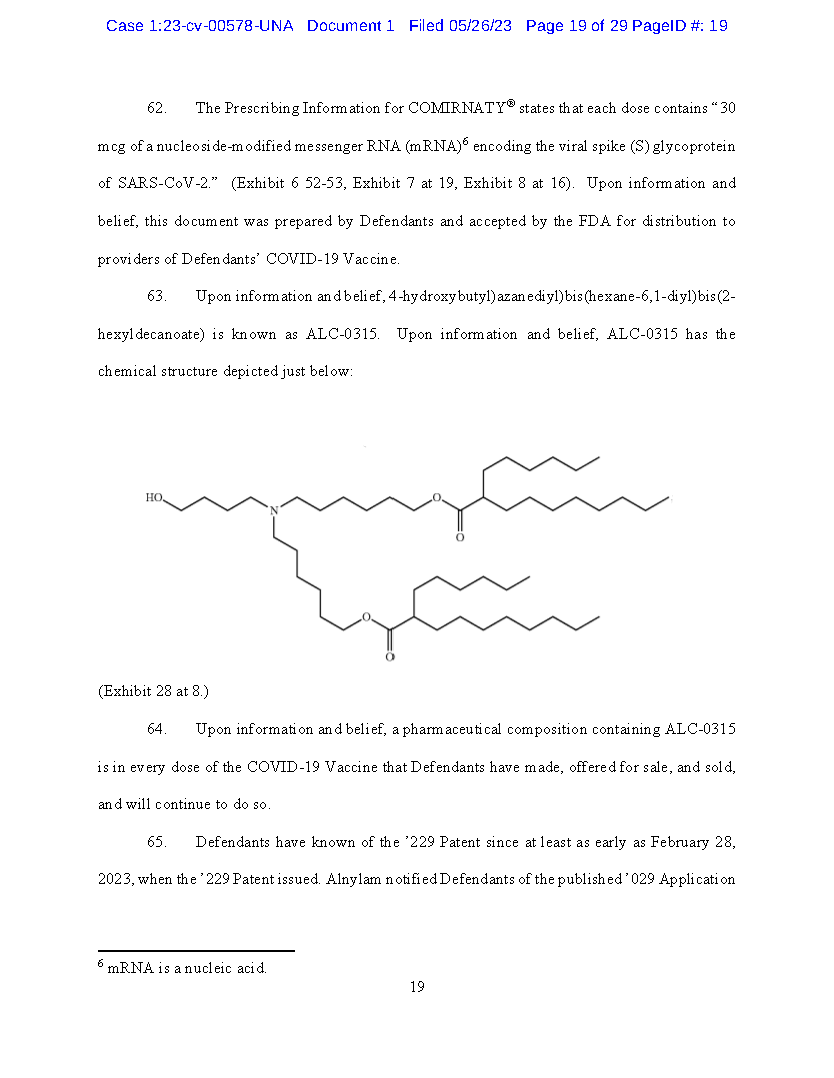 Case 1:23-cv-00578-UNA Document 1 Filed 05/26/23 Page 19 of 29 PageID #: 19
62. The Prescribing Information for COMIRNATY® states that each dose contains “30
mcg of a nucleoside-modified messenger RNA (mRNA)6 encoding the viral spike (S) glycoprotein
of SARS-CoV-2.” (Exhibit 6 52-53, Exhibit 7 at 19, Exhibit 8 at 16). Upon information and
belief, this document was prepared by Defendants and accepted by the FDA for distribution to
providers of Defendants’ COVID-19 Vaccine.
63. Upon information and belief, 4-hydroxybutyl)azanediyl)bis(hexane-6,1-diyl)bis(2-
hexyldecanoate) is known as ALC-0315. Upon information and belief, ALC-0315 has the
chemical structure depicted just below:
HO
N
O
O
O
O
(Exhibit 28 at 8.)
64. Upon information and belief, a pharmaceutical composition containing ALC-0315
is in every dose of the COVID-19 Vaccine that Defendants have made, offered for sale, and sold,
and will continue to do so.
65. Defendants have known of the ’229 Patent since at least as early as February 28,
2023, when the ’229 Patent issued. Alnylam notified Defendants of the published ’029 Application
6 mRNA is a nucleic acid.
19